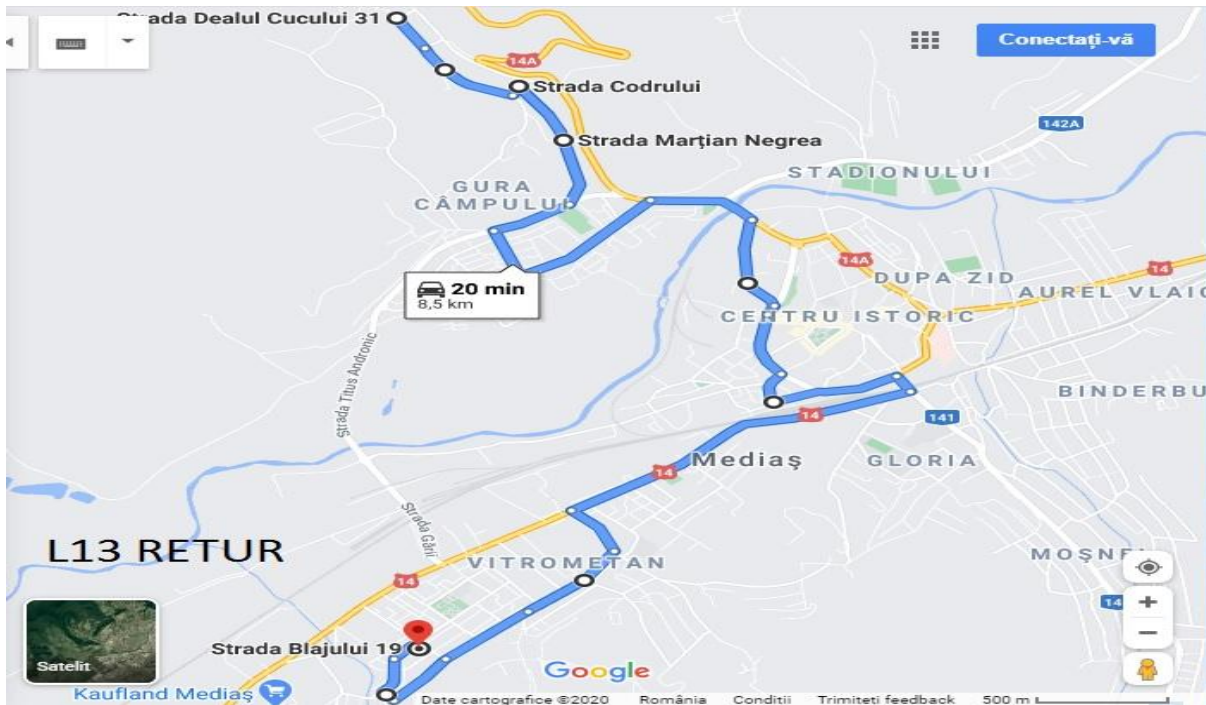 Strada Dealul Cucului 31
Conectați-vă
14A
Strada Codrului
142A
Strada Marțian Negrea
STADIONULUI
GURA
CÂMPULUI
14A
14
DUPA ZID
AUREL VLAIC
20 min
8,5 km
CENTRU ISTORIC
Strada Titus Andronic
BINDERBU
14
141
Mediaș
GLORIA
14
Strada Gării
L13 RETUR
VITROMETAN
MOȘNEI
14
14
Strada Blajului 19
Satelit
Google
Kaufland Mediaș
Date cartografice ©2020 România Condiții Trimiteți feedback 500 m